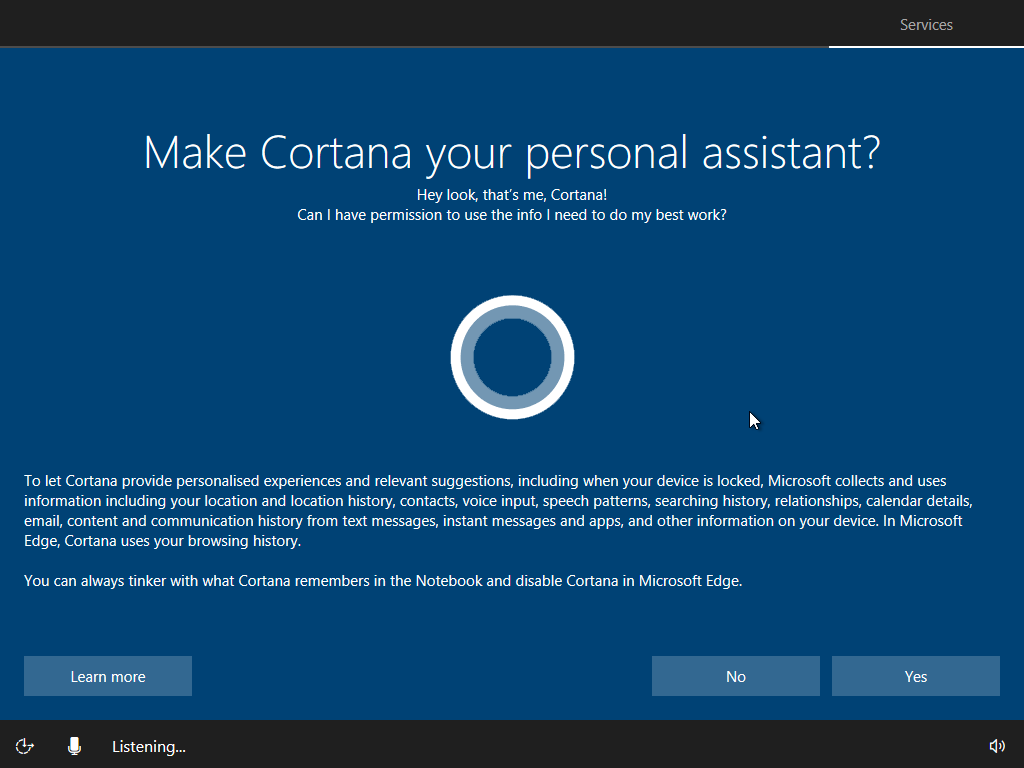 Services
Make Cortana your personal assistant?
Hey look, that's me, Cortana!
Can I have permission to use the info I need to do my best work?
To let Cortana provide personalised experiences and relevant suggestions, including when your device is locked, Microsoft collects and uses
information including your location and location history, contacts, voice input, speech patterns, searching history, relationships, calendar details,
email, content and communication history from text messages, instant messages and apps, and other information on your device. In Microsoft
Edge, Cortana uses your browsing history.
You can always tinker with what Cortana remembers in the Notebook and disable Cortana in Microsoft Edge.
Learn more
No
Yes
Listening...